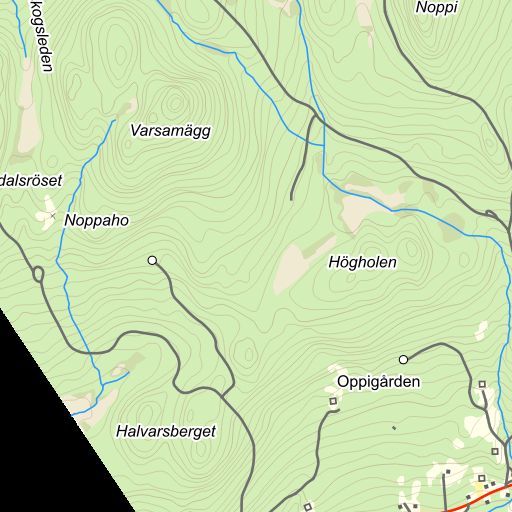 Noppi
kogsleden
Varsamägg
dalsröset
Noppaho
Högholen
Oppigården
Halvarsberget